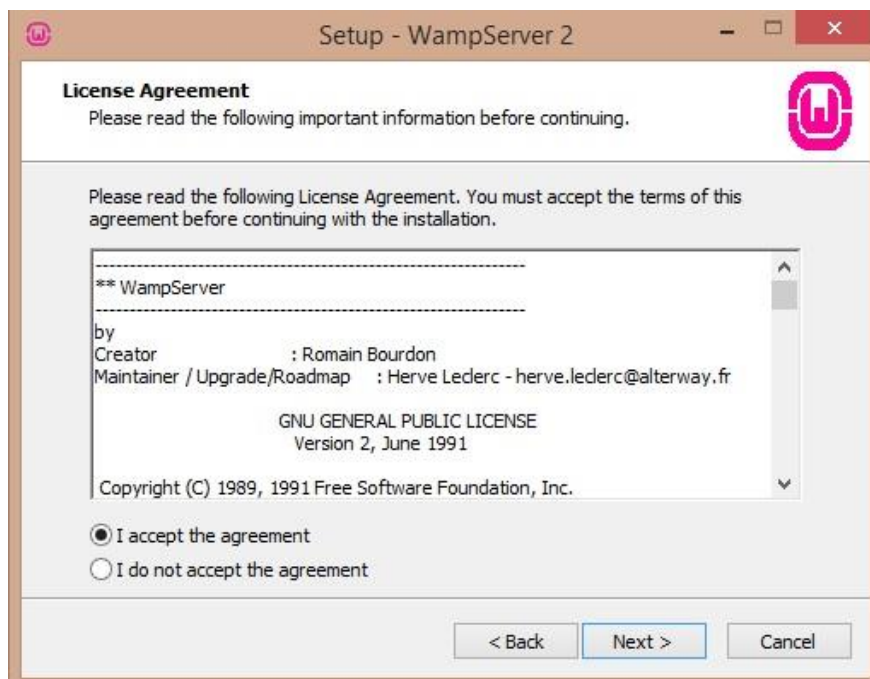 Setup - WampServer 2
License Agreement
Please read the following important information before continuing.
Please read the following License Agreement. You must accept the terms of this
agreement before continuing with the installation.
---------------------------------------------------------------
** WampServer
---------------------------------------------------------------
by
Creator : Romain Bourdon
Maintainer / Upgrade/Roadmap : Herve Leclerc - herve.leclerc@alterway.fr
GNU GENERAL PUBLIC LICENSE
Version 2, June 1991
Copyright (C) 1989, 1991 Free Software Foundation, Inc.
I accept the agreement
I do not accept the agreement
< Back Next > Cancel